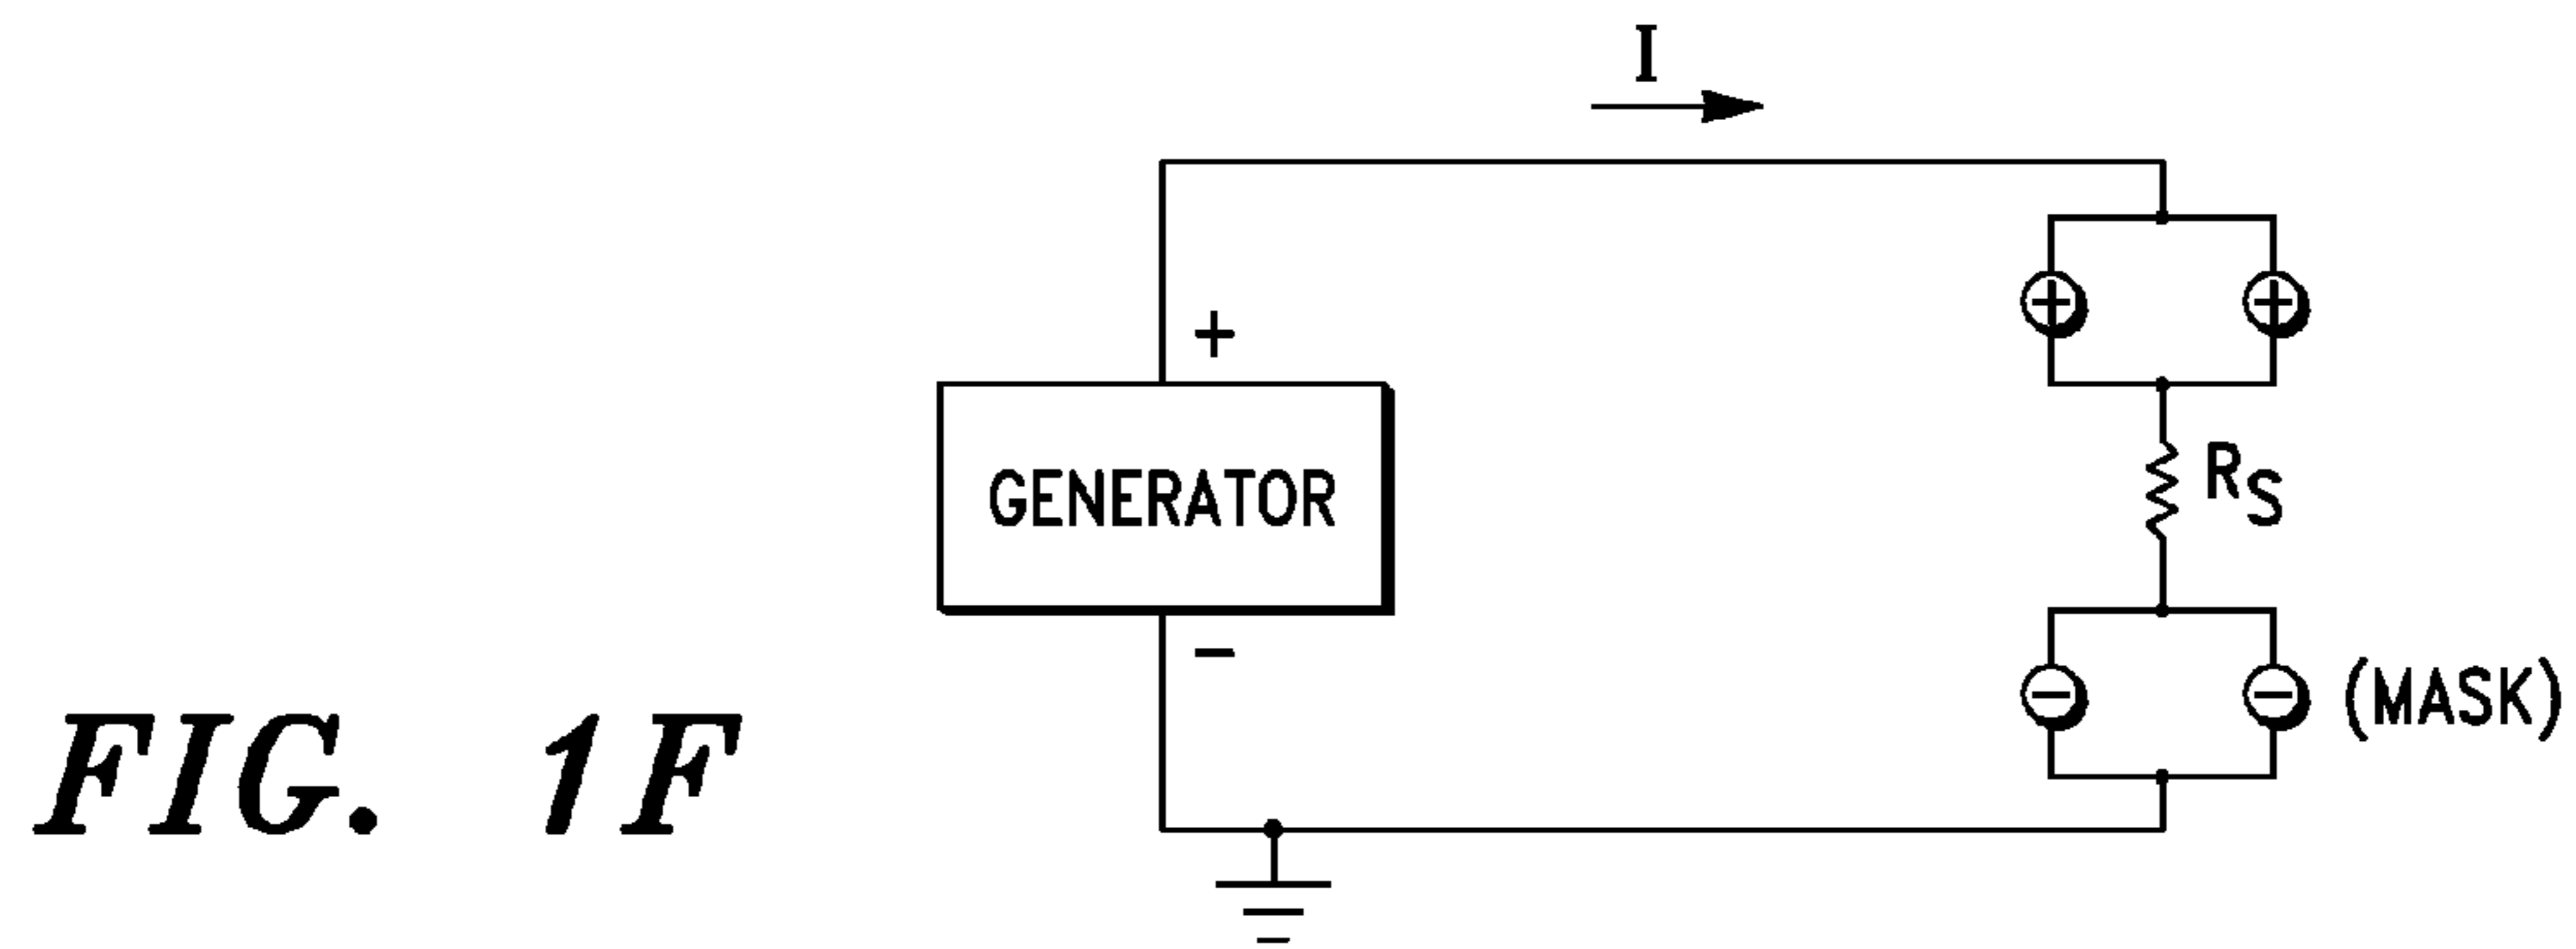 I
+
GENERATOR
−
+ +
RS
− − (MASK)
FIG. 1F